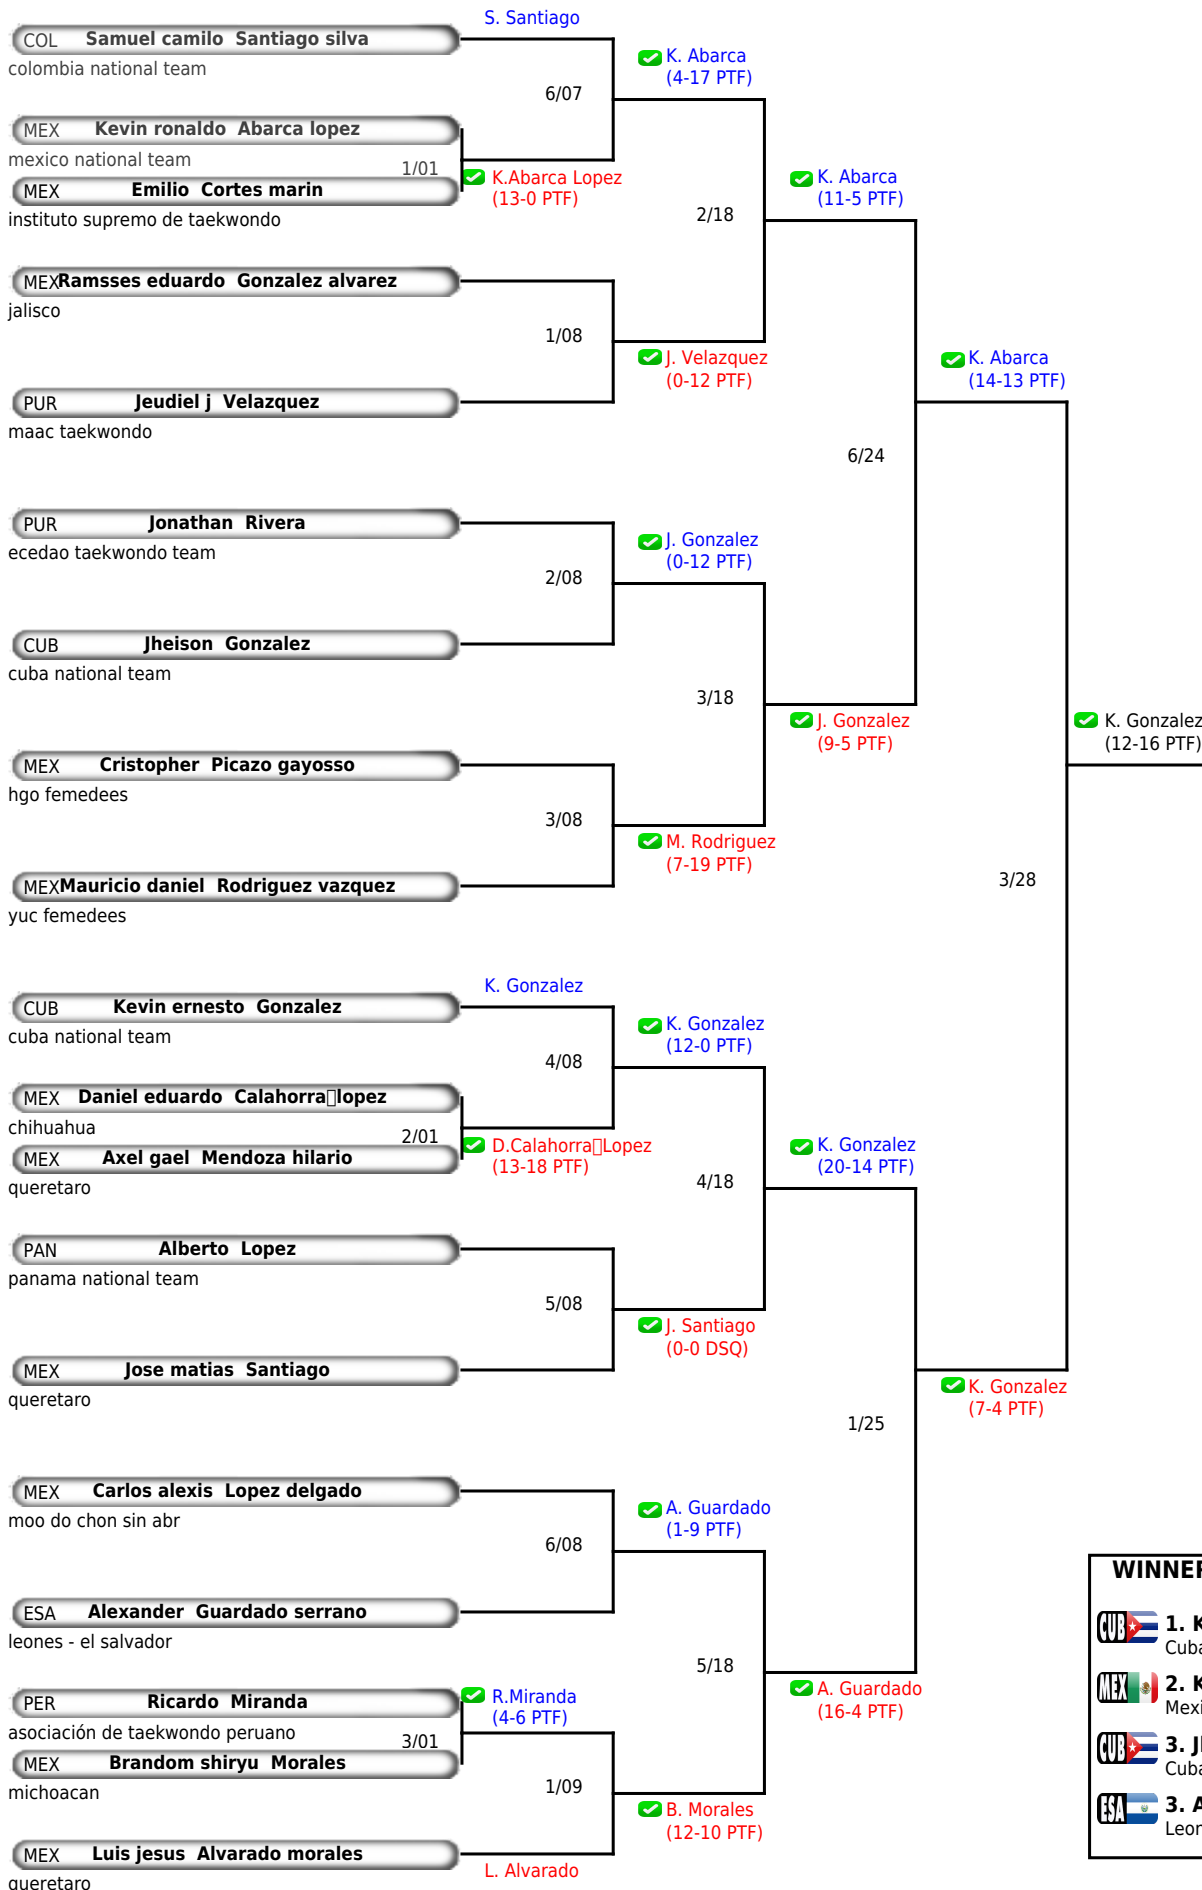 S. Santiago
COL Samuel camilo Santiago silva
colombia national team
K. Abarca
(4-17 PTF)
6/07
MEX Kevin ronaldo Abarca lopez
mexico national team
1/01
K.Abarca Lopez
(13-0 PTF)
MEX Emilio Cortes marin
instituto supremo de taekwondo
K. Abarca
(11-5 PTF)
2/18
MEX Ramsses eduardo Gonzalez alvarez
jalisco
1/08
J. Velazquez
(0-12 PTF)
K. Abarca
(14-13 PTF)
PUR Jeudiel j Velazquez
maac taekwondo
6/24
PUR Jonathan Rivera
ecedao taekwondo team
J. Gonzalez
(0-12 PTF)
2/08
CUB Jheison Gonzalez
cuba national team
3/18
J. Gonzalez
(9-5 PTF)
K. Gonzalez
(12-16 PTF)
MEX Cristopher Picazo gayosso
hgo femedees
3/08
M. Rodriguez
(7-19 PTF)
MEX Mauricio daniel Rodriguez vazquez
yuc femedees
3/28
K. Gonzalez
CUB Kevin ernesto Gonzalez
cuba national team
K. Gonzalez
(12-0 PTF)
4/08
MEX Daniel eduardo Calahorra▯lopez
chihuahua
2/01
D.Calahorra▯Lopez
(13-18 PTF)
MEX Axel gael Mendoza hilario
queretaro
K. Gonzalez
(20-14 PTF)
4/18
PAN Alberto Lopez
panama national team
5/08
J. Santiago
(0-0 DSQ)
MEX Jose matias Santiago
queretaro
K. Gonzalez
(7-4 PTF)
1/25
MEX Carlos alexis Lopez delgado
moo do chon sin abr
A. Guardado
(1-9 PTF)
6/08
ESA Alexander Guardado serrano
leones - el salvador
5/18
A. Guardado
(16-4 PTF)
PER Ricardo Miranda
asociación de taekwondo peruano
R.Miranda
(4-6 PTF)
3/01
MEX Brandom shiryu Morales
michoacan
1/09
B. Morales
(12-10 PTF)
MEX Luis jesus Alvarado morales
queretaro
L. Alvarado
WINNER
CUB 1. K
Cuba
MEX 2. K
Mexi
CUB 3. J
Cuba
ESA 3. A
Leon